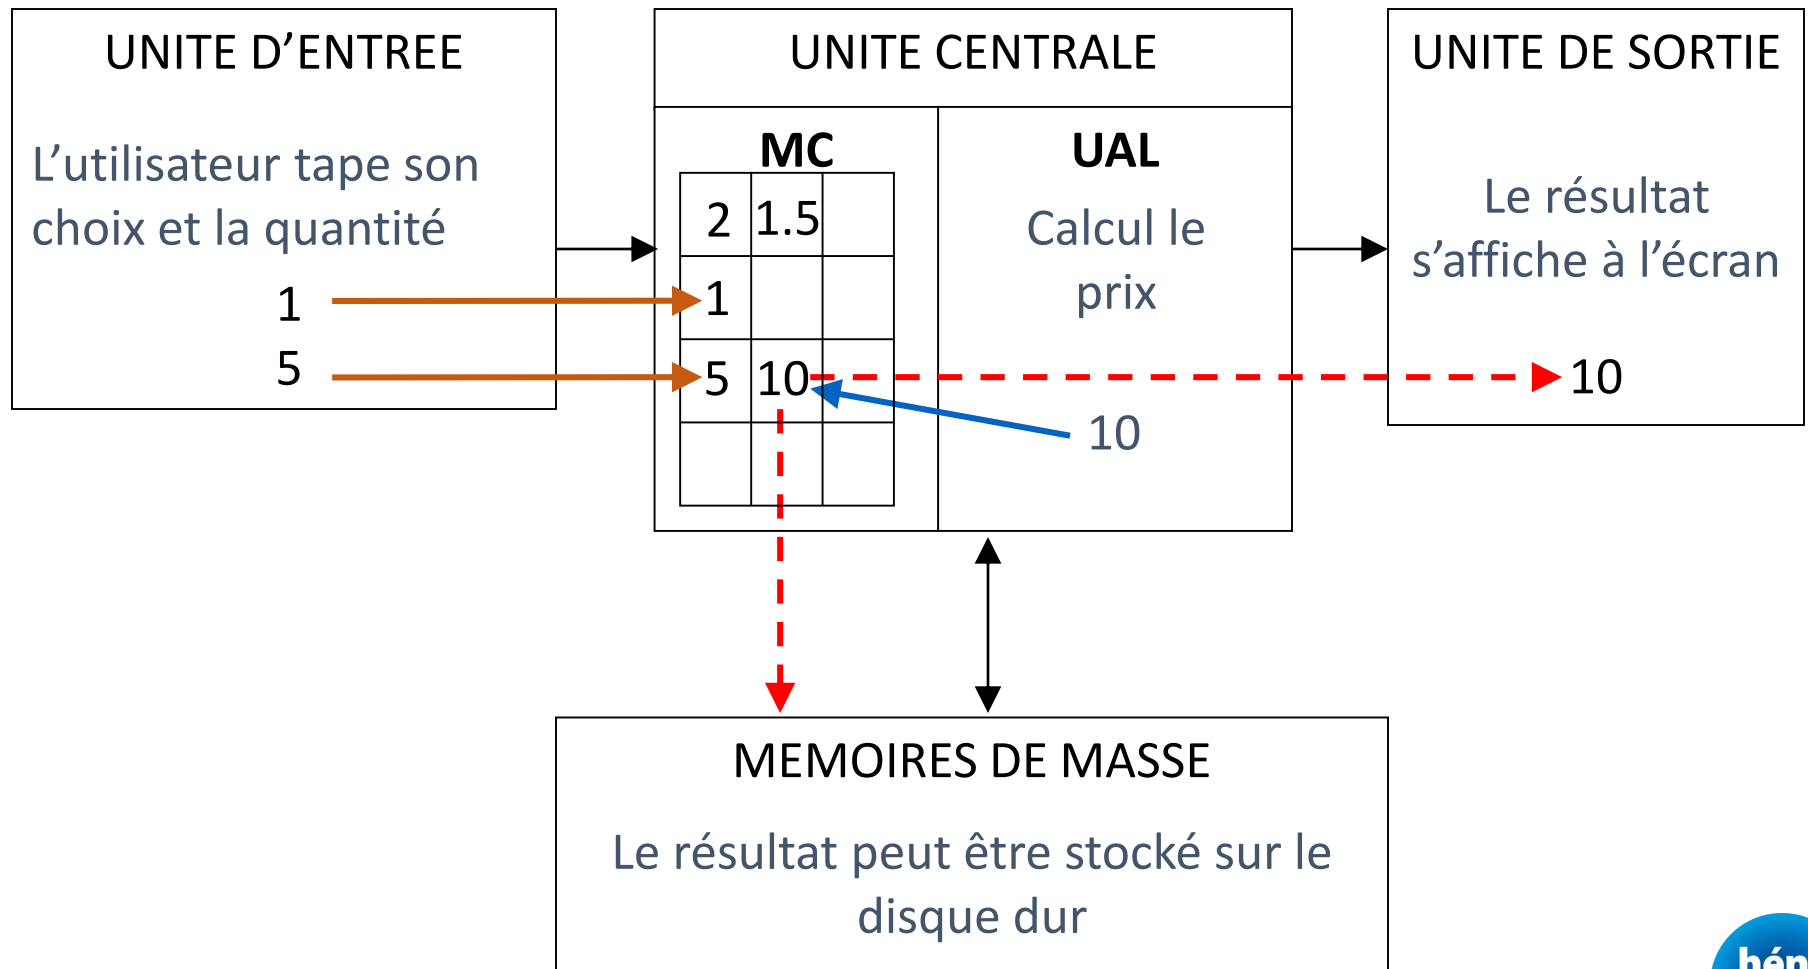 UNITE D’ENTREE
L’utilisateur tape son
choix et la quantité
1
5
UNITE CENTRALE
MC
2 1.5
1
5 10
UAL
Calcul le
prix
10
UNITE DE SORTIE
Le résultat
s’affiche à l’écran
10
MEMOIRES DE MASSE
Le résultat peut être stocké sur le
disque dur